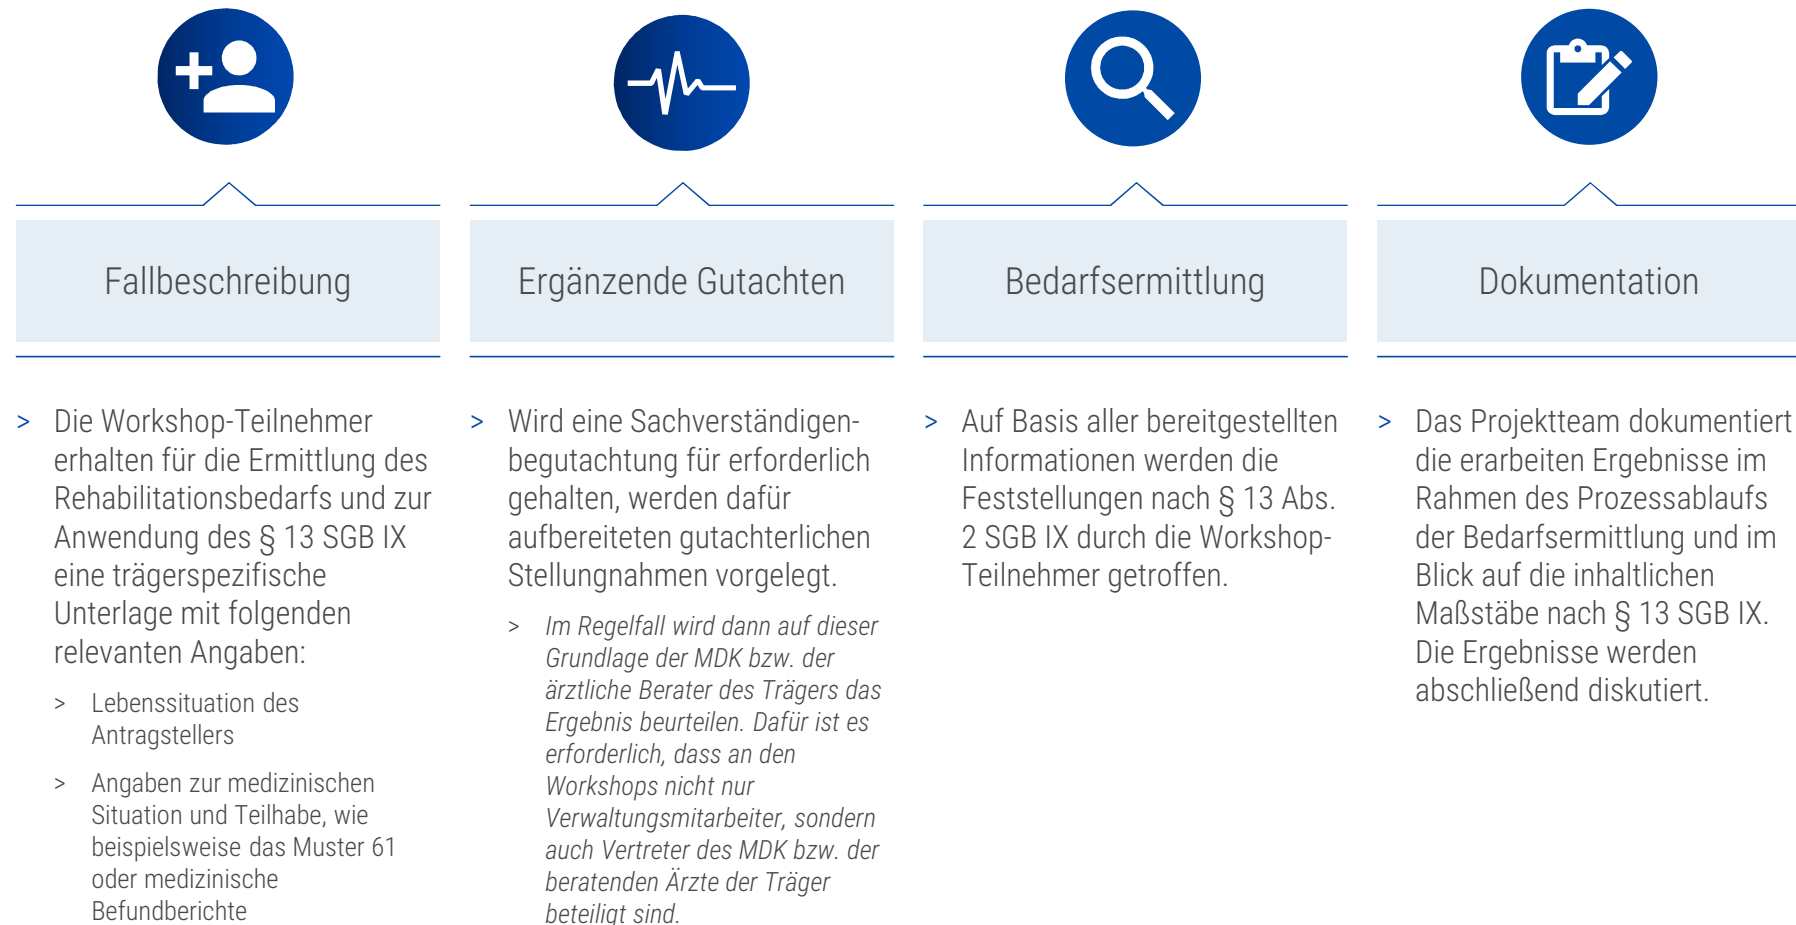 Fallbeschreibung
> Die Workshop-Teilnehmer
erhalten für die Ermittlung des
Rehabilitationsbedarfs und zur
Anwendung des § 13 SGB IX
eine trägerspezifische
Unterlage mit folgenden
relevanten Angaben:
> Lebenssituation des
Antragstellers
> Angaben zur medizinischen
Situation und Teilhabe, wie
beispielsweise das Muster 61
oder medizinische
Befundberichte
Ergänzende Gutachten
> Wird eine Sachverständigen-
begutachtung für erforderlich
gehalten, werden dafür
aufbereiteten gutachterlichen
Stellungnahmen vorgelegt.
> Im Regelfall wird dann auf dieser
Grundlage der MDK bzw. der
ärztliche Berater des Trägers das
Ergebnis beurteilen. Dafür ist es
erforderlich, dass an den
Workshops nicht nur
Verwaltungsmitarbeiter, sondern
auch Vertreter des MDK bzw. der
beratenden Ärzte der Träger
beteiligt sind.
Bedarfsermittlung
> Auf Basis aller bereitgestellten
Informationen werden die
Feststellungen nach § 13 Abs.
2 SGB IX durch die Workshop-
Teilnehmer getroffen.
Dokumentation
> Das Projektteam dokumentiert
die erarbeiten Ergebnisse im
Rahmen des Prozessablaufs
der Bedarfsermittlung und im
Blick auf die inhaltlichen
Maßstäbe nach § 13 SGB IX.
Die Ergebnisse werden
abschließend diskutiert.